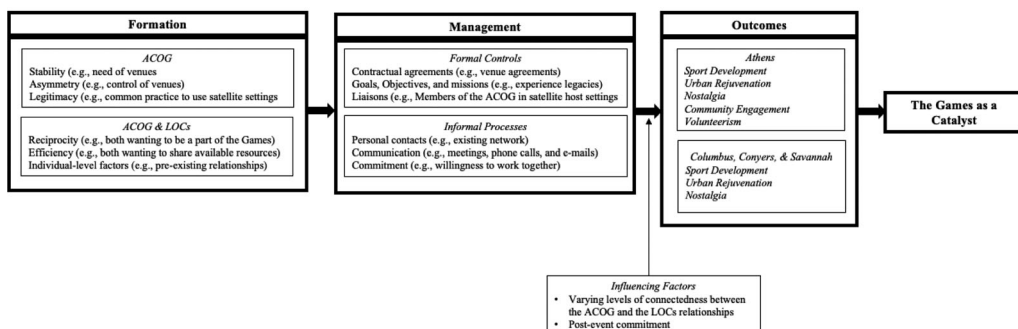 Formation
ACOG
Stability (e.g., need of venues
Asymmetry (e.g., control of venues)
Legitimacy (e.g., common practice to use satellite settings
ACOG & LOCs
Reciprocity (e.g., both wanting to be a part of the Games)
Efficiency (e.g., both wanting to share available resources)
Individual-level factors (e.g., pre-existing relationships)
Management
Formal Controls
Contractual agreements (e.g., venue agreements)
Goals, Objectives, and missions (e.g., experience legacies)
Liaisons (e.g., Members of the ACOG in satellite host settings
Informal Processes
Personal contacts (e.g., existing network)
Communication (e.g., meetings, phone calls, and e-mails)
Commitment (e.g., willingness to work together)
Outcomes
Athens
Sport Development
Urban Rejuvenation
Nostalgia
Community Engagement
Volunteerism
Columbus, Conyers, & Savannah
Sport Development
Urban Rejuvenation
Nostalgia
The Games as a
Catalyst
Influencing Factors
• Varying levels of connectedness between
the ACOG and the LOCs relationships
• Post-event commitment